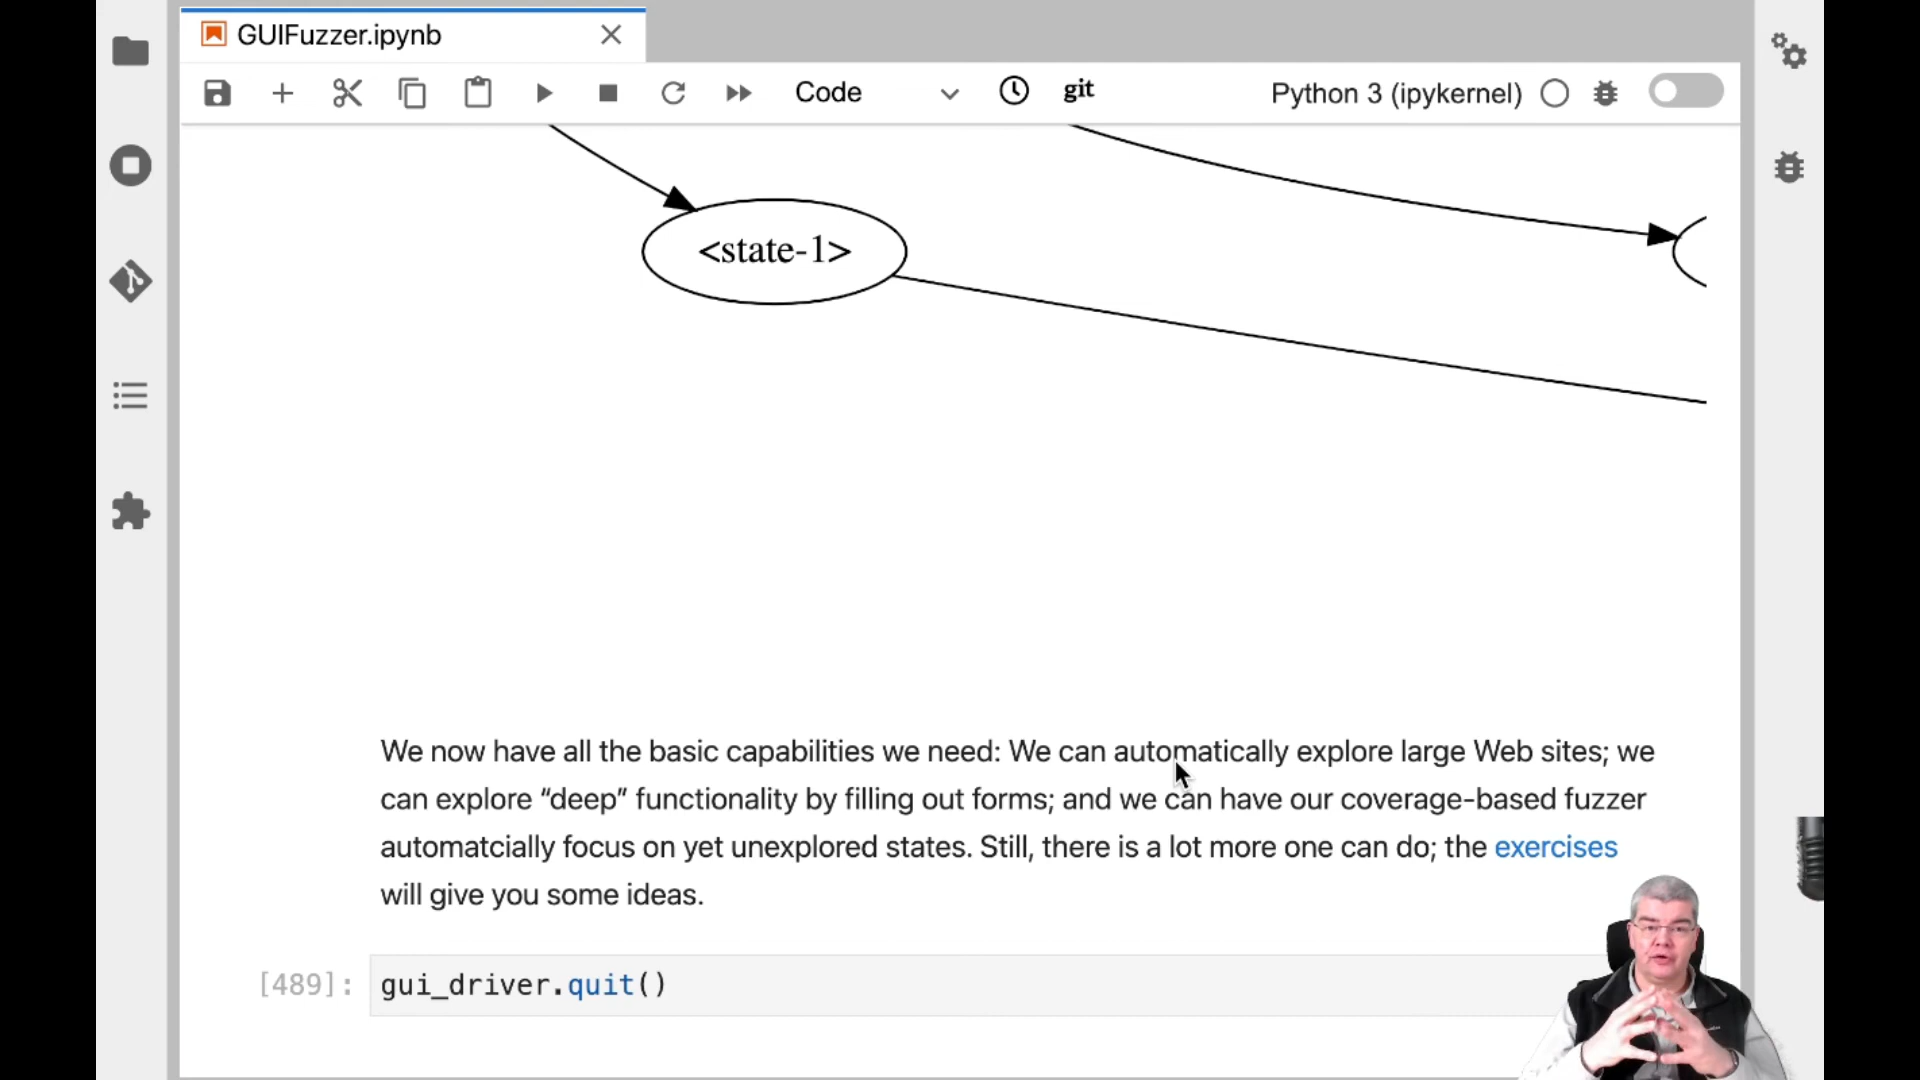 GUIFuzzer.ipynb
Code
git
Python 3 (ipykernel)
<state-1>
We now have all the basic capabilities we need: We can automatically explore large Web sites; we
can explore “deep” functionality by filling out forms; and we can have our coverage-based fuzzer
automatcially focus on yet unexplored states. Still, there is a lot more one can do; the exercises
will give you some ideas.
[489]: gui_driver.quit()